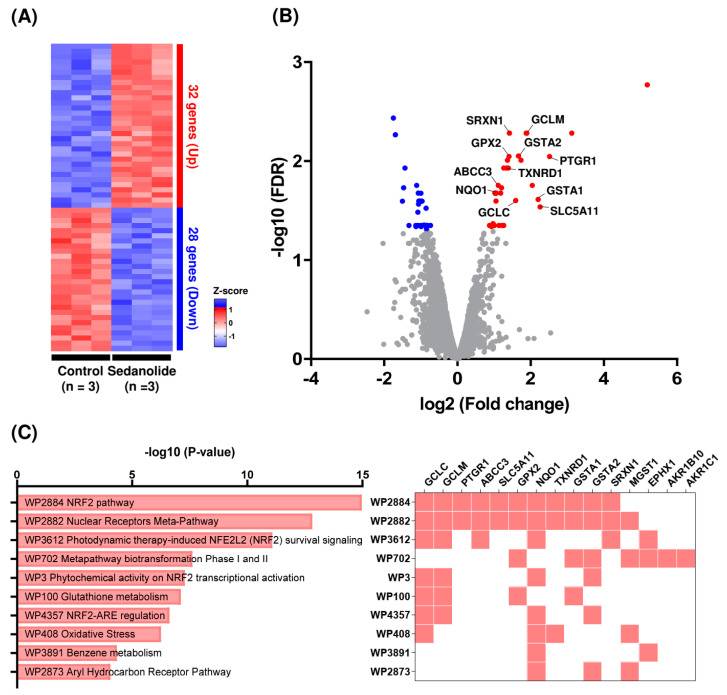 (A)
32 genes (Up)
28 genes (Down)
Z-score
1
0
-1
Control
(n = 3)
Sedanolide
(n =3)
(B)
-log10 (FDR)
3
2
1
0
-4
-2
0
2
4
6
log2 (Fold change)
SRXN1
GCLM
GPX2
GSTA2
PTGR1
TXNRD1
ABCC3
NQO1
GSTA1
GCLC
SLC5A11
(C)
-log10 (P-value)
0
5
10
15
WP2884 NRF2 pathway
WP2882 Nuclear Receptors Meta-Pathway
WP3612 Photodynamic therapy-induced NFE2L2 (NRF2) survival signaling
WP702 Metapathway biotransformation Phase I and II
WP3 Phytochemical activity on NRF2 transcriptional activation
WP100 Glutathione metabolism
WP4357 NRF2-ARE regulation
WP408 Oxidative Stress
WP3891 Benzene metabolism
WP2873 Aryl Hydrocarbon Receptor Pathway
GCLC
GCLM
PTGR1
ABCC3
SLC5A11
GPX2
NQO1
TXNRD1
GSTA1
GSTA2
SRXN1
MGST1
EPHX1
AKR1B10
AKR1C1
WP2884
WP2882
WP3612
WP702
WP3
WP100
WP4357
WP408
WP3891
WP2873